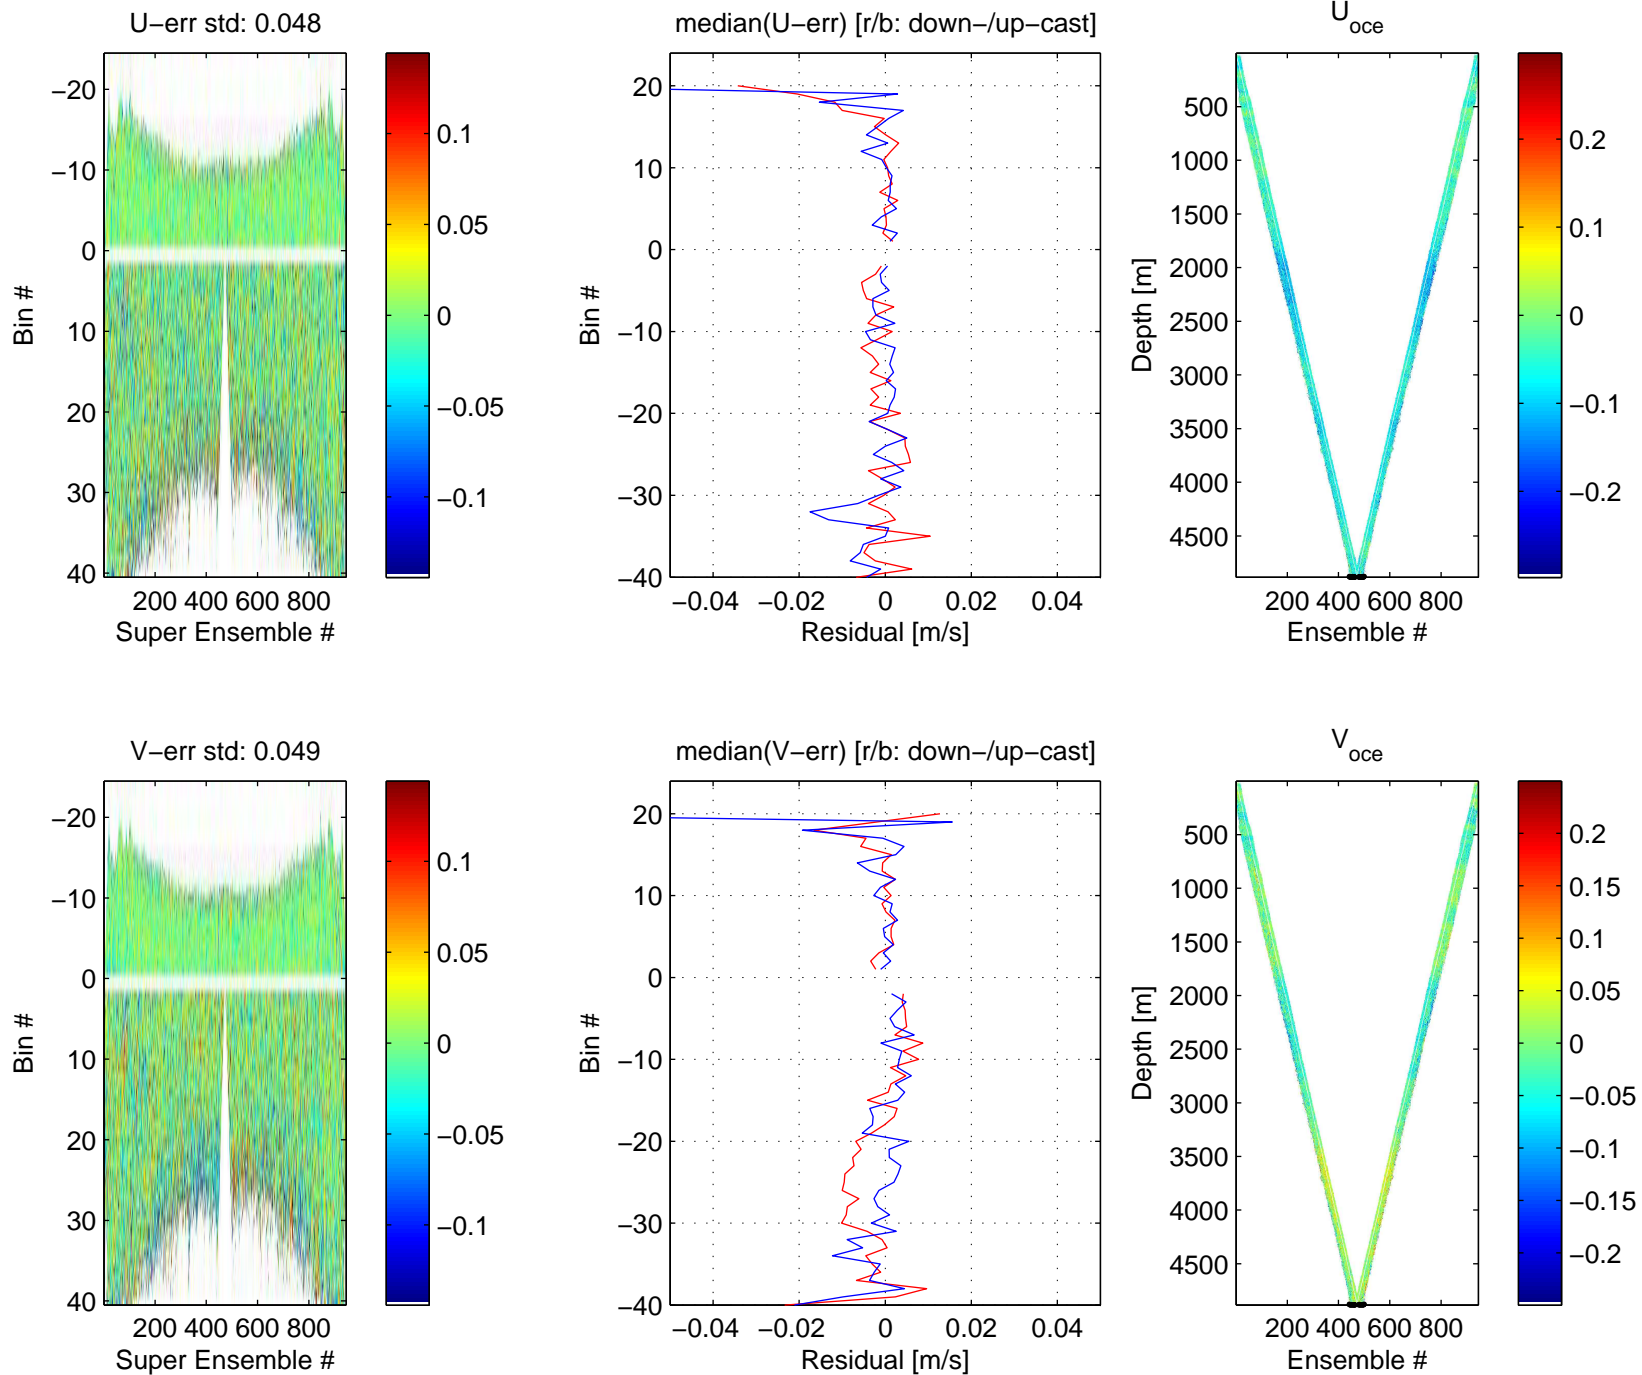 U−err std: 0.048
−20
−10
0
10
20
30
40
Bin #
200 400 600 800
Super Ensemble #
0.1
0.05
0
−0.05
−0.1
median(U−err) [r/b: down−/up−cast]
20
10
0
−10
−20
−30
−40
Bin #
−0.04 −0.02 0 0.02 0.04
Residual [m/s]
U_oce
500
1000
1500
2000
2500
3000
3500
4000
4500
Depth [m]
200 400 600 800
Ensemble #
0.2
0.1
0
−0.1
−0.2
V−err std: 0.049
−20
−10
0
10
20
30
40
Bin #
200 400 600 800
Super Ensemble #
0.1
0.05
0
−0.05
−0.1
median(V−err) [r/b: down−/up−cast]
20
10
0
−10
−20
−30
−40
Bin #
−0.04 −0.02 0 0.02 0.04
Residual [m/s]
V_oce
500
1000
1500
2000
2500
3000
3500
4000
4500
Depth [m]
200 400 600 800
Ensemble #
0.2
0.15
0.1
0.05
0
−0.05
−0.1
−0.15
−0.2